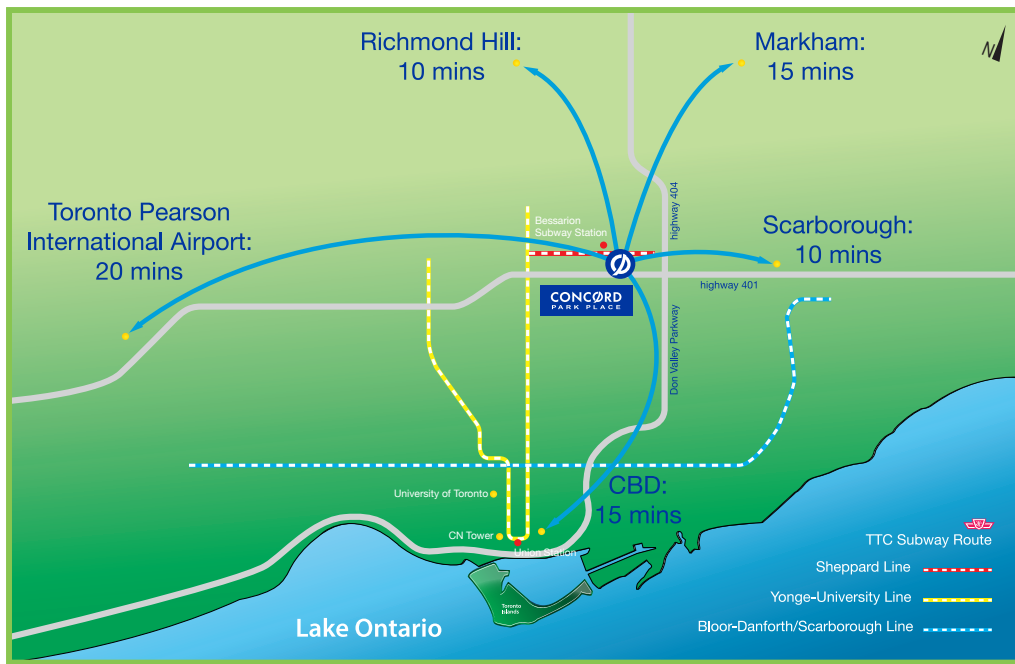 Richmond Hill:
10 mins
Markham:
15 mins
N
Toronto Pearson
International Airport:
20 mins
Bessarion
Subway Station
highway 404
Scarborough:
10 mins
highway 401
CONCØRD
PARK PLACE
Don Valley Parkway
CBD:
15 mins
University of Toronto
CN Tower
Union Station
Toronto
Islands
Lake Ontario
TTC Subway Route
Sheppard Line
Yonge-University Line
Bloor-Danforth/Scarborough Line